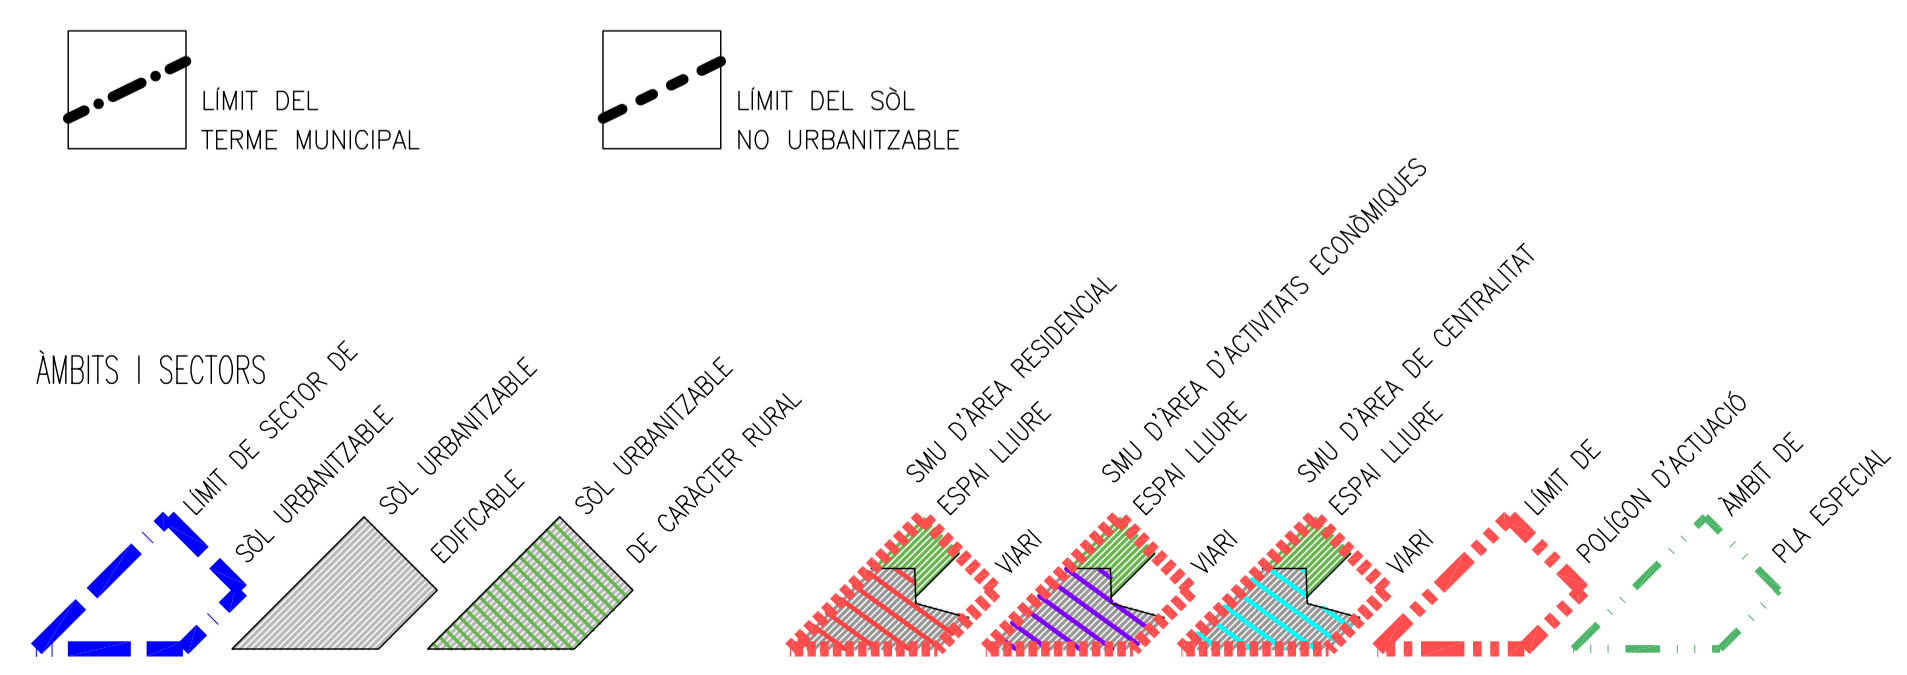 LÍMIT DEL
TERME MUNICIPAL
LÍMIT DEL SÒL
NO URBANITZABLE
ÀMBITS I SECTORS
LÍMIT DE SECTOR DE
SÒL URBANITZABLE
SÒL URBANITZABLE
EDIFICABLE
SÒL URBANITZABLE
DE CARÀCTER RURAL
SMU D'ÀREA RESIDENCIAL
ESPAI LLIURE
VIARI
SMU D'ÀREA D'ACTIVITATS ECONÒMIQUES
ESPAI LLIURE
VIARI
SMU D'ÀREA DE CENTRALITAT
ESPAI LLIURE
VIARI
LÍMIT DE
POLÍGON D'ACTUACIÓ
ÀMBIT DE
PLA ESPECIAL